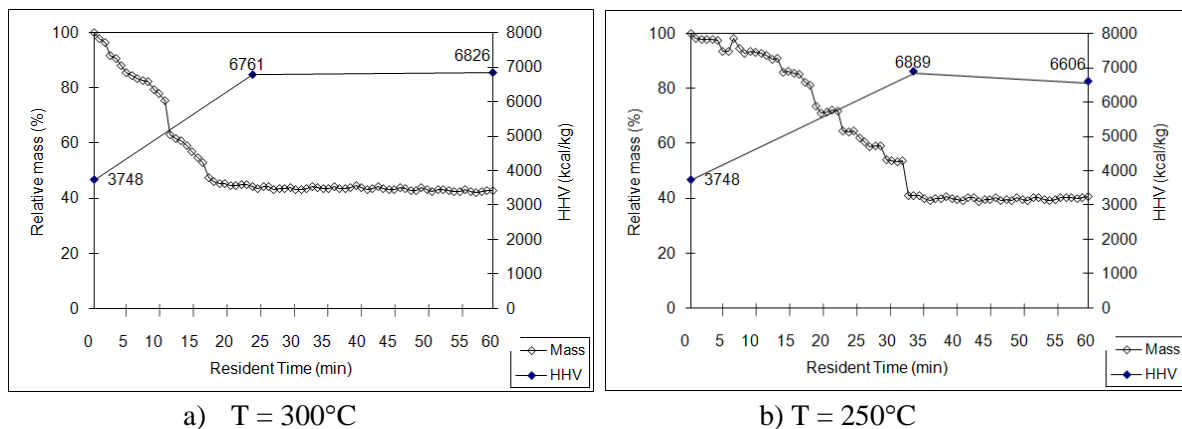 100
80
60
40
20
0
Relative mass (%)
8000
7000
6000
5000
4000
3000
2000
1000
0
HHV (kcal/kg)
3748
6761
6826
0 5 10 15 20 25 30 35 40 45 50 55 60
Resident Time (min)
Mass
HHV
a) T = 300°C
100
80
60
40
20
0
Relative mass (%)
8000
7000
6000
5000
4000
3000
2000
1000
0
HHV (kcal/kg)
3748
6889
6606
0 5 10 15 20 25 30 35 40 45 50 55 60
Resident Time (min)
Mass
HHV
b) T = 250°C